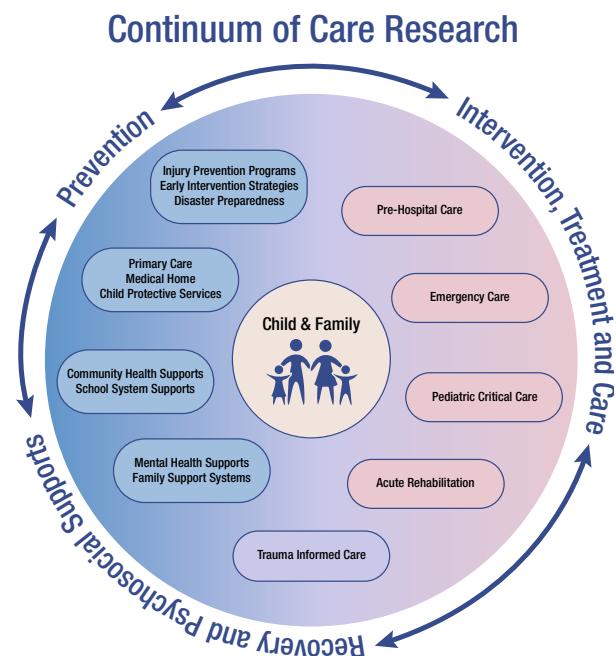 Continuum of Care Research
Prevention
Intervention, Treatment and Care
Injury Prevention Programs
Early Intervention Strategies
Disaster Preparedness
Pre-Hospital Care
Primary Care
Medical Home
Child Protective Services
Emergency Care
Child & Family
Community Health Supports
School System Supports
Pediatric Critical Care
Mental Health Supports
Family Support Systems
Acute Rehabilitation
Trauma Informed Care
Recovery and Psychosocial Supports